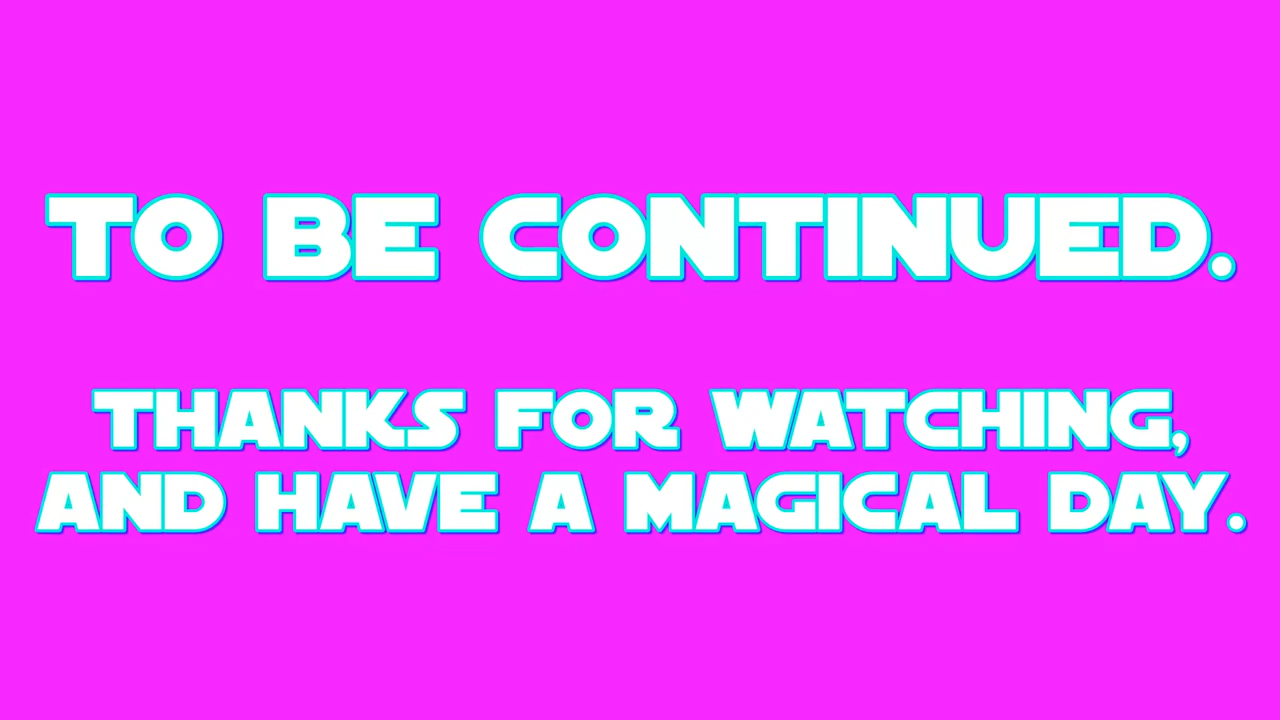 TO BE CONTINUED.
THANKS FOR WATCHING,
AND HAVE A MAGICAL DAY.